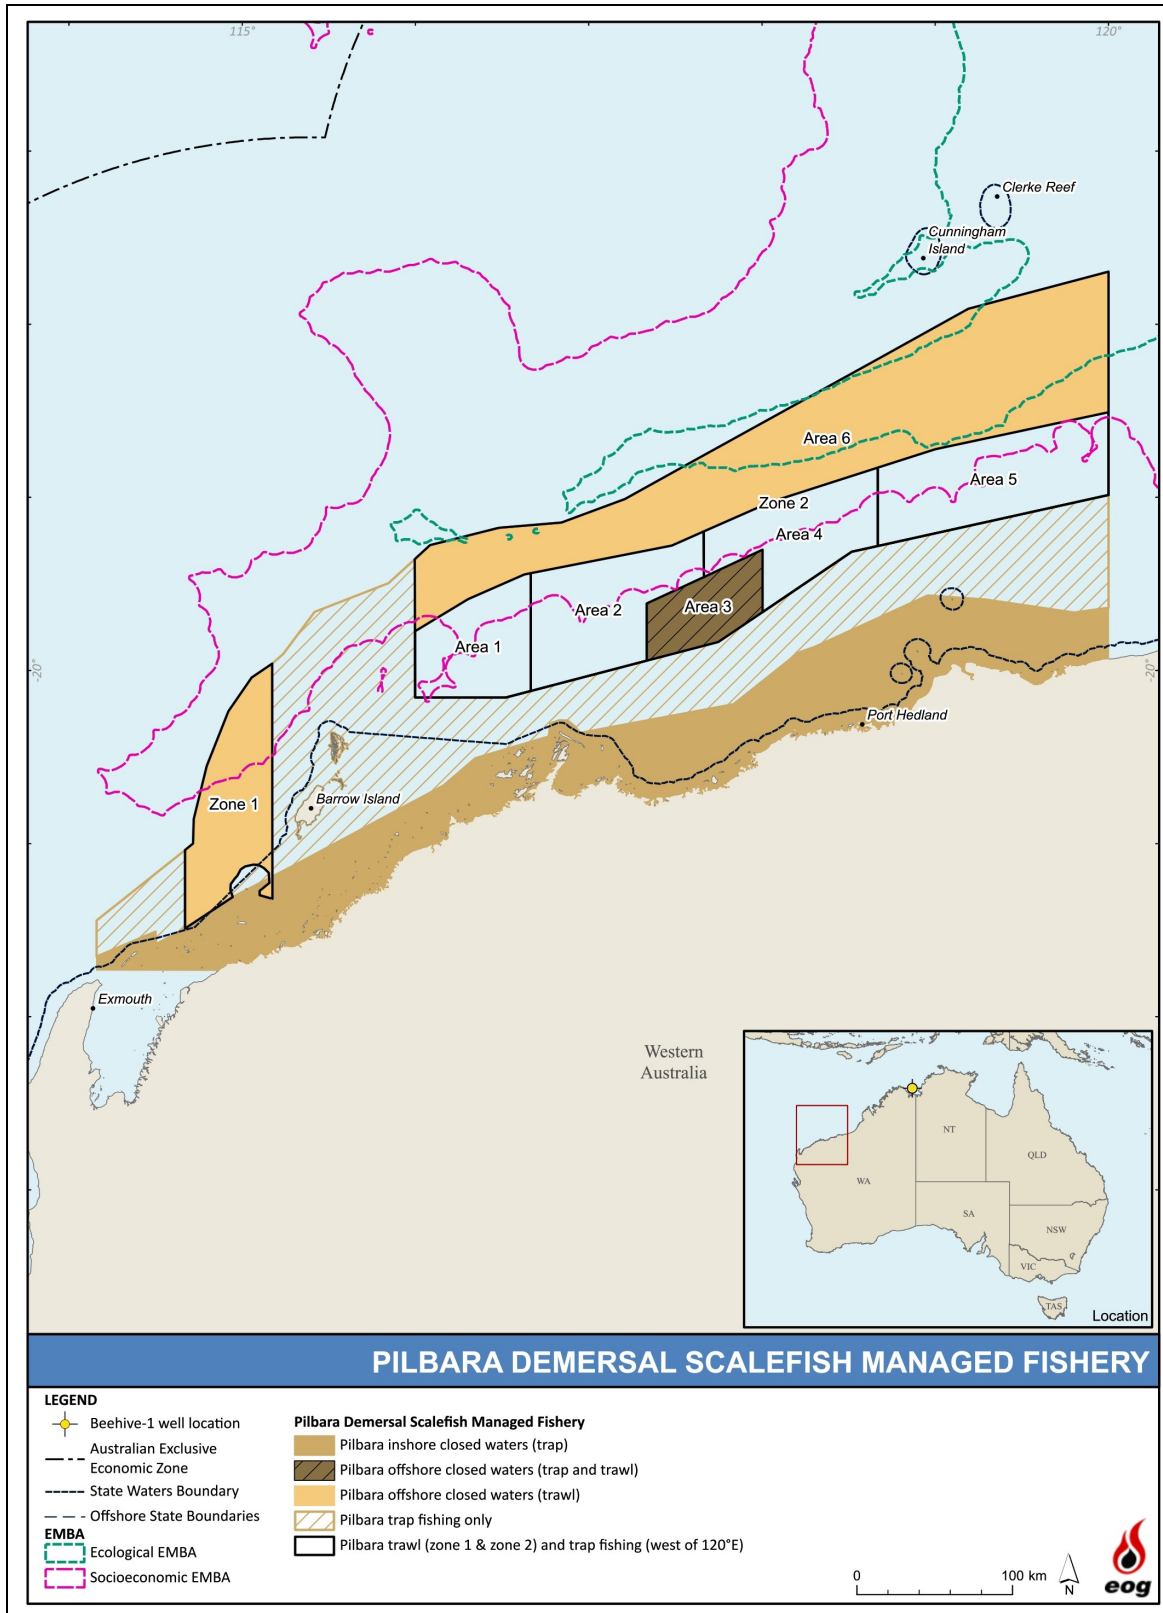 115°
120°
Clerke Reef
Cunningham
Island
Area 6
Area 5
Zone 2
Area 4
Area 2
Area 3
Area 1
-20°
-20°
Port Hedland
Zone 1
Barrow Island
Exmouth
Western
Australia
NT
QLD
WA
SA
NSW
VIC
TAS
Location
PILBARA DEMERSAL SCALEFISH MANAGED FISHERY
LEGEND
Beehive-1 well location
Australian Exclusive
Economic Zone
State Waters Boundary
Offshore State Boundaries
EMBA
Ecological EMBA
Socioeconomic EMBA
Pilbara Demersal Scalefish Managed Fishery
Pilbara inshore closed waters (trap)
Pilbara offshore closed waters (trap and trawl)
Pilbara offshore closed waters (trawl)
Pilbara trap fishing only
Pilbara trawl (zone 1 & zone 2) and trap fishing (west of 120°E)
0 100 km
N
eog